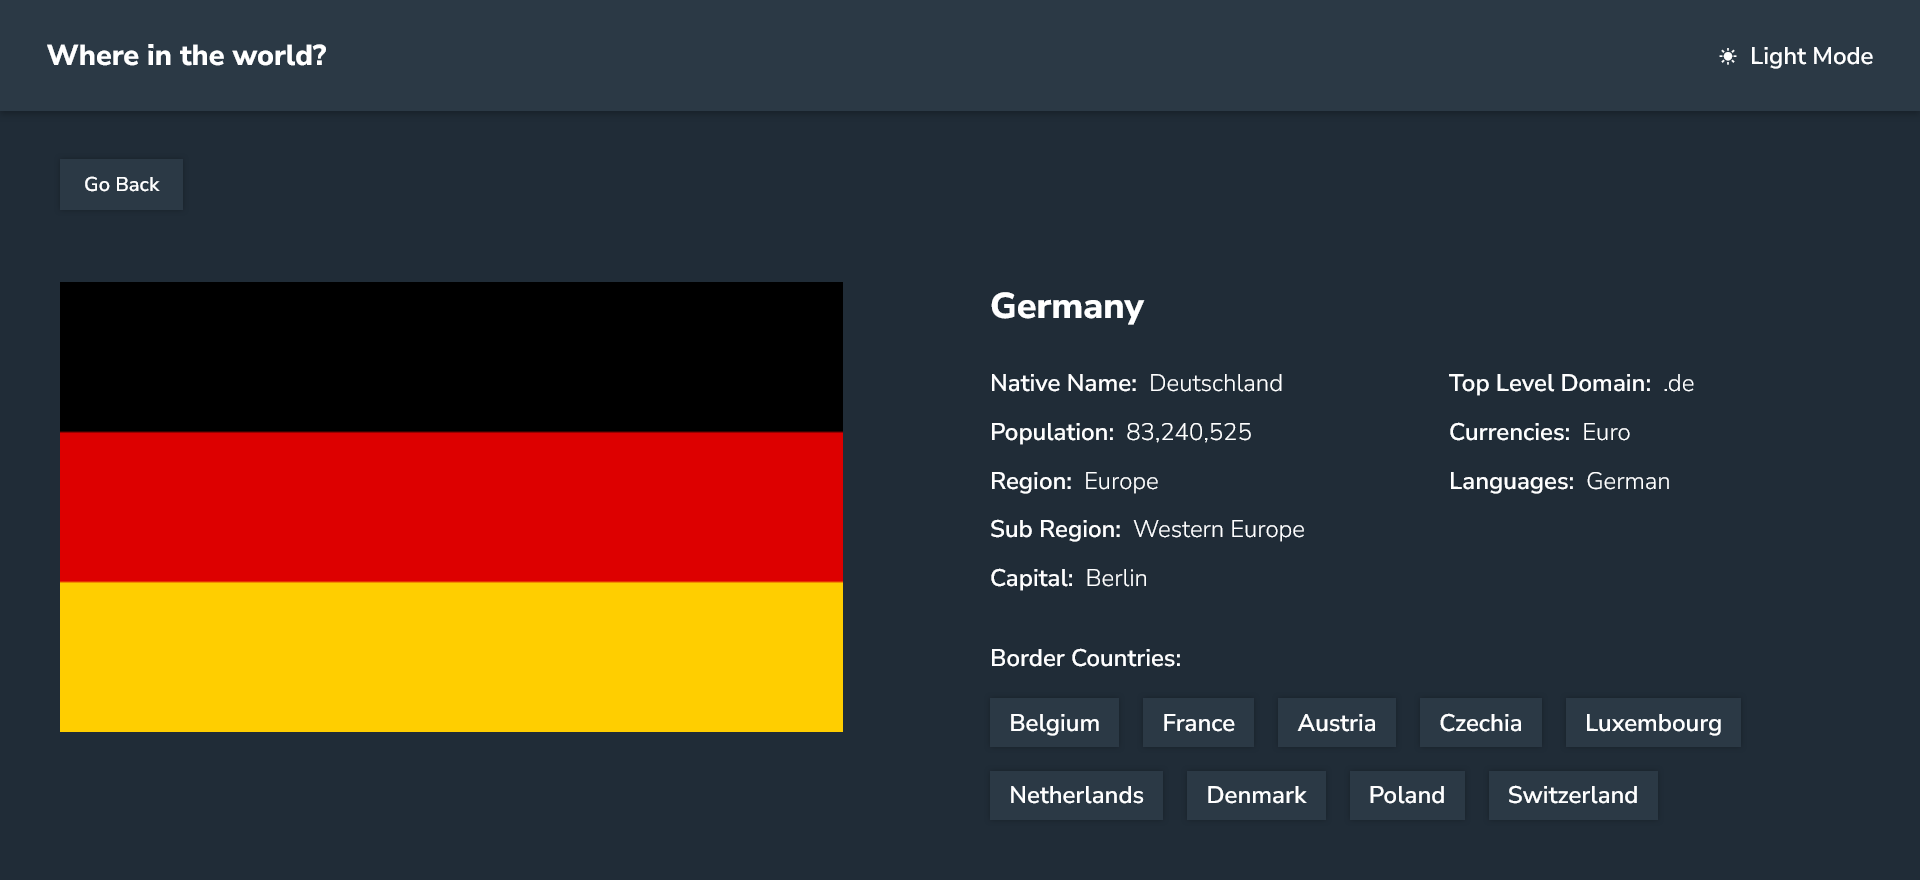 Where in the world?
Light Mode
Go Back
Germany
Native Name: Deutschland
Population: 83,240,525
Region: Europe
Sub Region: Western Europe
Capital: Berlin
Top Level Domain: .de
Currencies: Euro
Languages: German
Border Countries:
Belgium France Austria Czechia Luxembourg
Netherlands Denmark Poland Switzerland